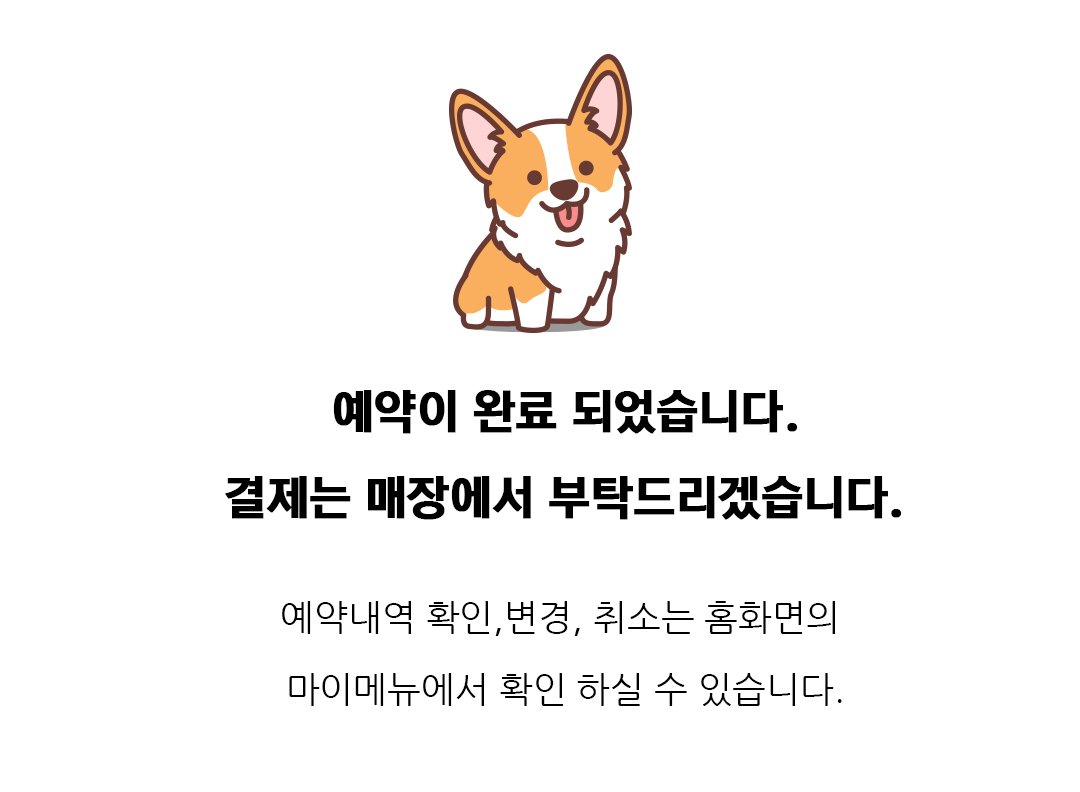 예약이 완료 되었습니다.
결제는 매장에서 부탁드리겠습니다.
예약내역 확인,변경, 취소는 홈화면의
마이메뉴에서 확인 하실 수 있습니다.